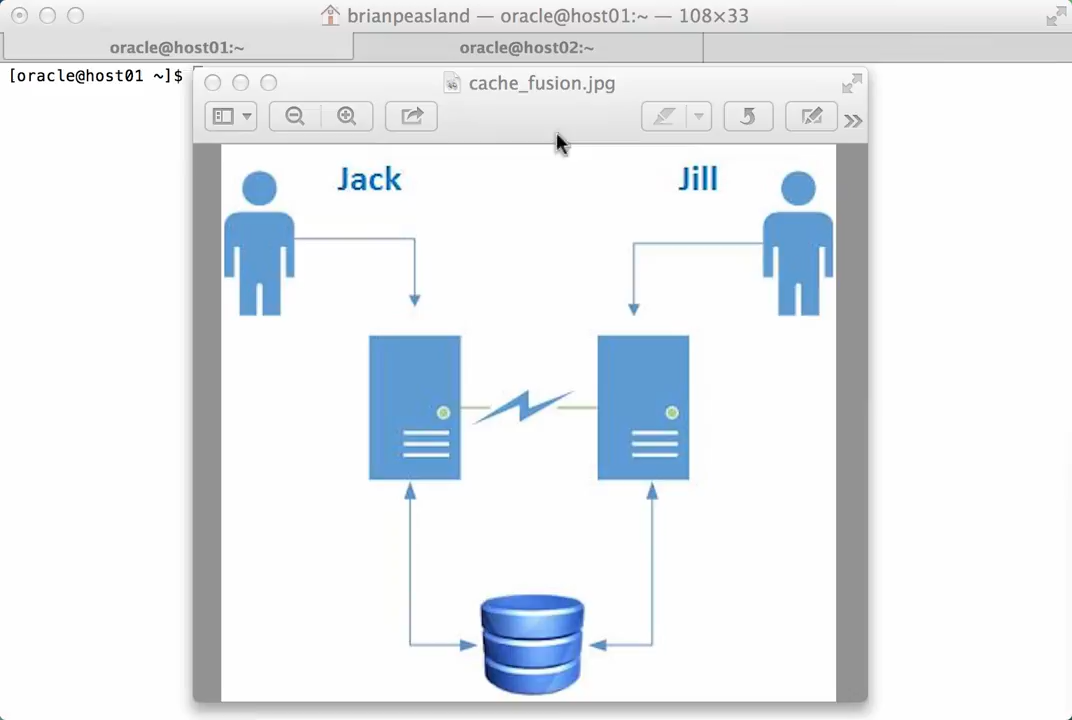 brianpeasland — oracle@host01:~ — 108×33
oracle@host01:~
oracle@host02:~
[oracle@host01 ~]$
cache_fusion.jpg
Jack
Jill